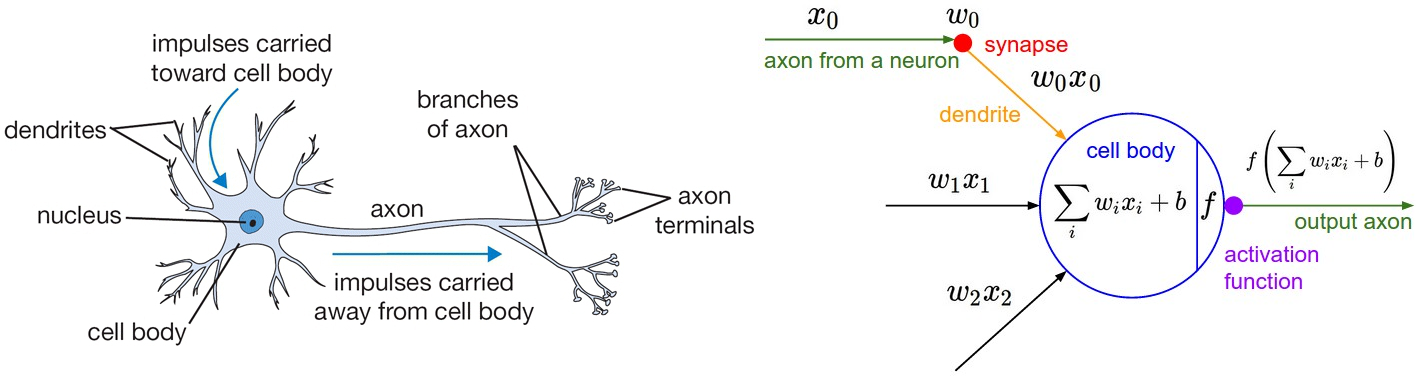 impulses carried
toward cell body
dendrites
branches
of axon
nucleus
axon
axon
terminals
impulses carried
away from cell body
cell body
x₀
w₀
synapse
axon from a neuron
w₀x₀
dendrite
cell body
w₁x₁
∑ᵢ wᵢxᵢ + b
f
f(∑ᵢ wᵢxᵢ + b)
output axon
activation
function
w₂x₂